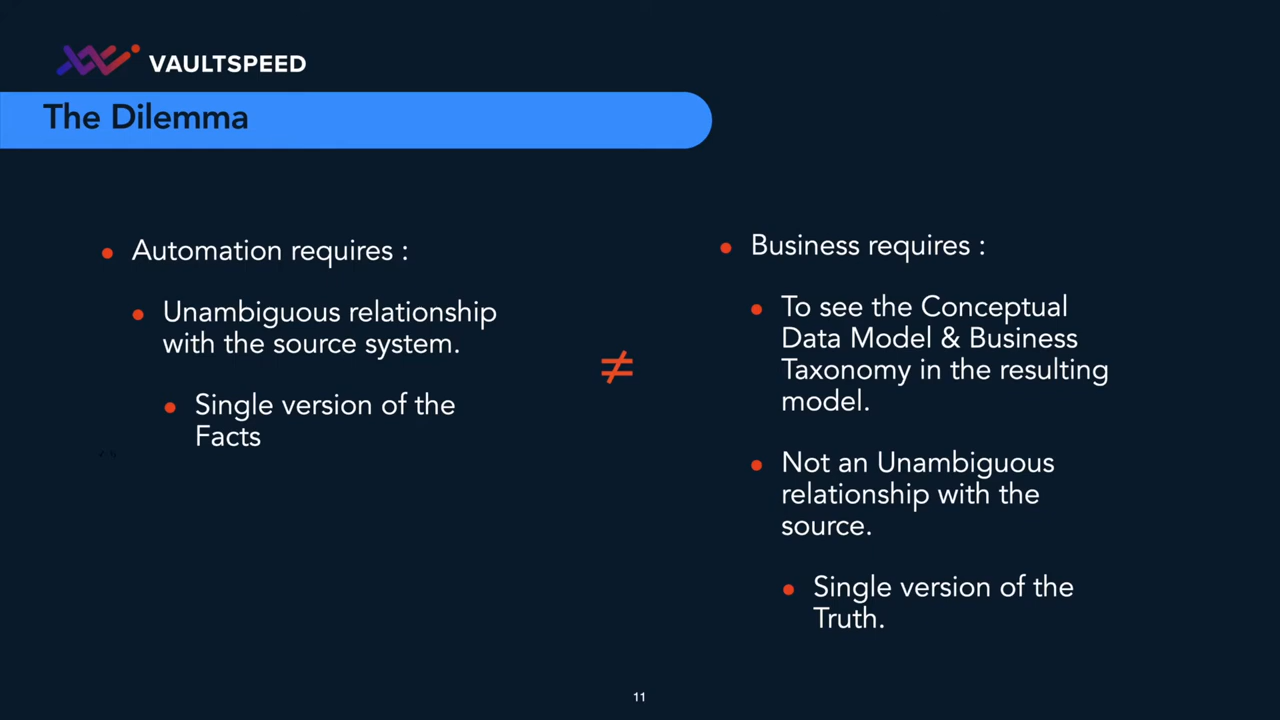 VAULTSPEED
The Dilemma
Automation requires :
Unambiguous relationship
with the source system.
Single version of the
Facts
≠
Business requires :
To see the Conceptual
Data Model & Business
Taxonomy in the resulting
model.
Not an Unambiguous
relationship with the
source.
Single version of the
Truth.
11